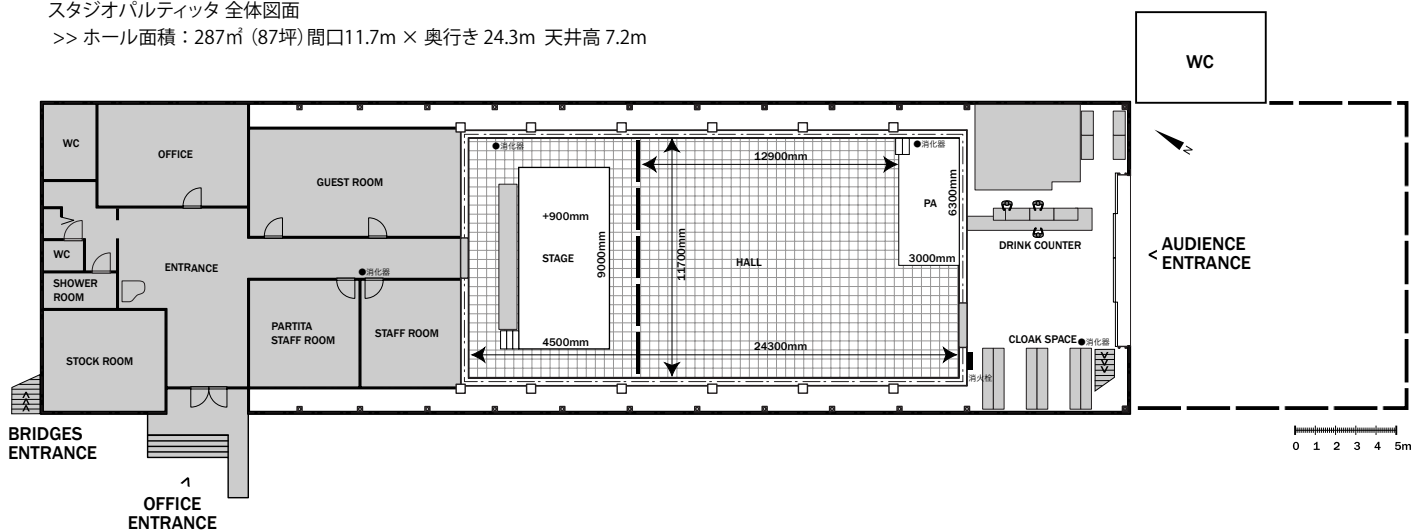 スタジオパルティッタ 全体図面
>> ホール面積：287㎡ (87坪) 間口11.7m × 奥行き 24.3m 天井高 7.2m
WC
WC
OFFICE
GUEST ROOM
●消化器
12900mm
●消化器
PA
6300mm
3000mm
N
+900mm
STAGE
9000mm
11700mm
HALL
DRINK COUNTER
< AUDIENCE
ENTRANCE
WC
ENTRANCE
●消化器
SHOWER
ROOM
PARTITA
STAFF ROOM
STAFF ROOM
STOCK ROOM
4500mm
24300mm
CLOAK SPACE
●消化器
消火栓
BRIDGES
ENTRANCE
OFFICE
ENTRANCE
0 1 2 3 4 5m